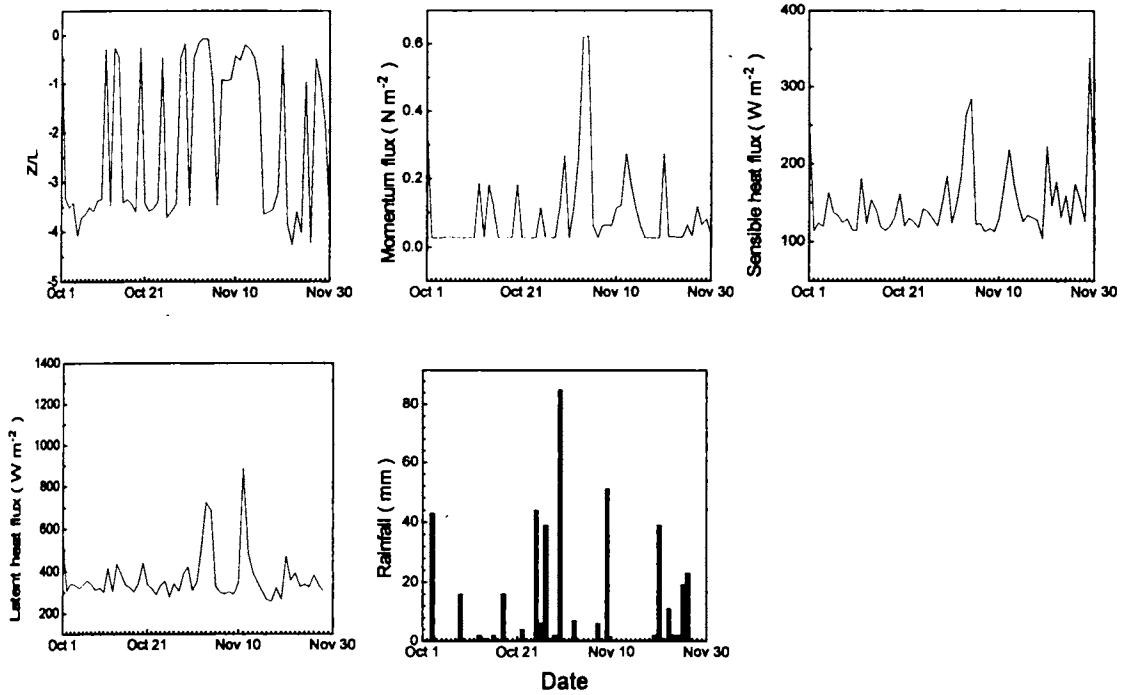 Z/L
0
-1
-2
-3
-4
-5
Oct 1 Oct 21 Nov 10 Nov 30
Momentum flux ( N m-2 )
0.6
0.4
0.2
0.0
Oct 1 Oct 21 Nov 10 Nov 30
Sensible heat flux ( W m-2 )
400
300
200
100
Oct 1 Oct 21 Nov 10 Nov 30
Latent heat flux ( W m-2 )
1400
1200
1000
800
600
400
200
Oct 1 Oct 21 Nov 10 Nov 30
Rainfall ( mm )
80
60
40
20
0
Oct 1 Oct 21 Nov 10 Nov 30
Date